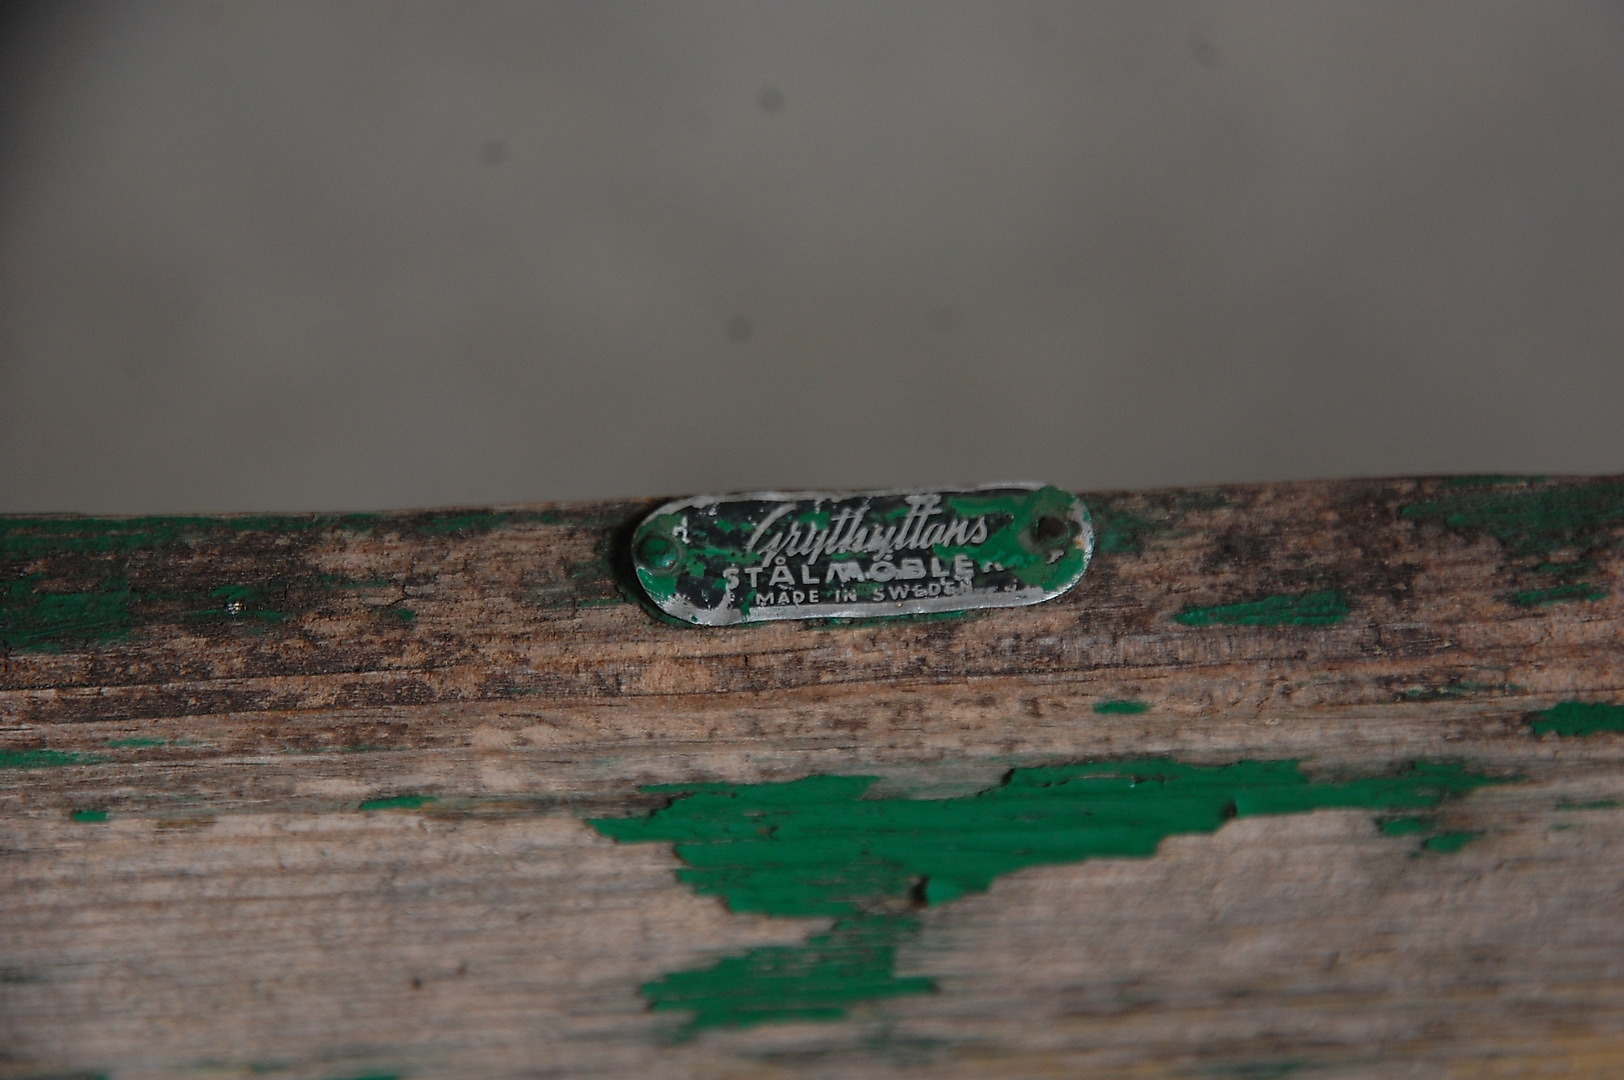 Grythyttans
STÅLMÖBLER
MADE IN SWEDEN